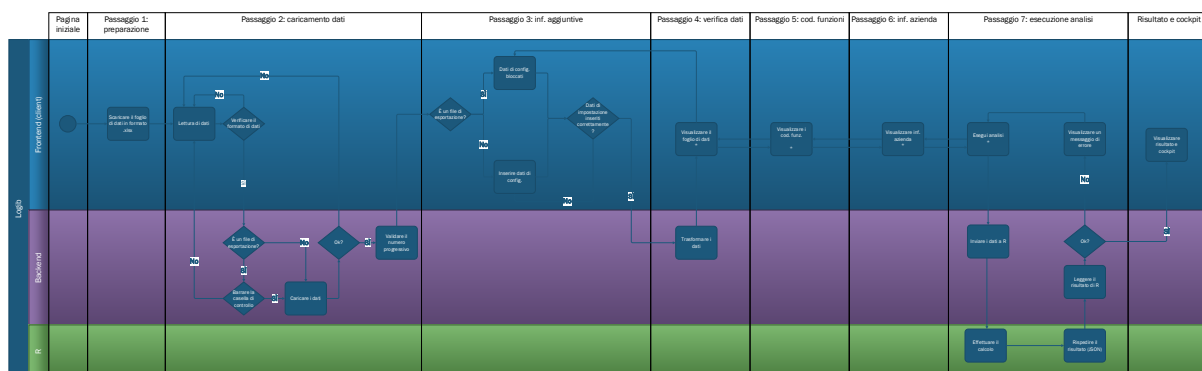 Pagina
iniziale
Passaggio 1:
preparazione
Passaggio 2: caricamento dati
Passaggio 3: inf. aggiuntive
Passaggio 4: verifica dati
Passaggio 5: cod. funzioni
Passaggio 6: inf. azienda
Passaggio 7: esecuzione analisi
Risultato e cockpit
Logib
Frontend (client)
Scaricare il foglio
di dati in formato
.xlsx
Lettura di dati
Verificare il
formato di dati
No
No
Sì
È un file di
esportazione?
Sì
No
Dati di config.
bloccati
Inserire dati di
config.
Dati di
impostazione
inseriti
correttamente
?
No
Sì
Visualizzare il
foglio di dati
*
Visualizzare i
cod. func.
*
Visualizzare inf.
azienda
*
Esegui analisi
*
Visualizzare un
messaggio di
errore
No
Visualizzare
risultato e
cockpit
Backend
È un file di
esportazione?
No
No
Sì
Barrare la
casella di
controllo
Sì
Caricare i dati
Ok?
Sì
Validare il
numero
progressivo
Trasformare i
dati
Inviare i dati a R
Ok?
Sì
Leggere il
risultato di R
R
Effettuare il
calcolo
Rispedire il
risultato (JSON)